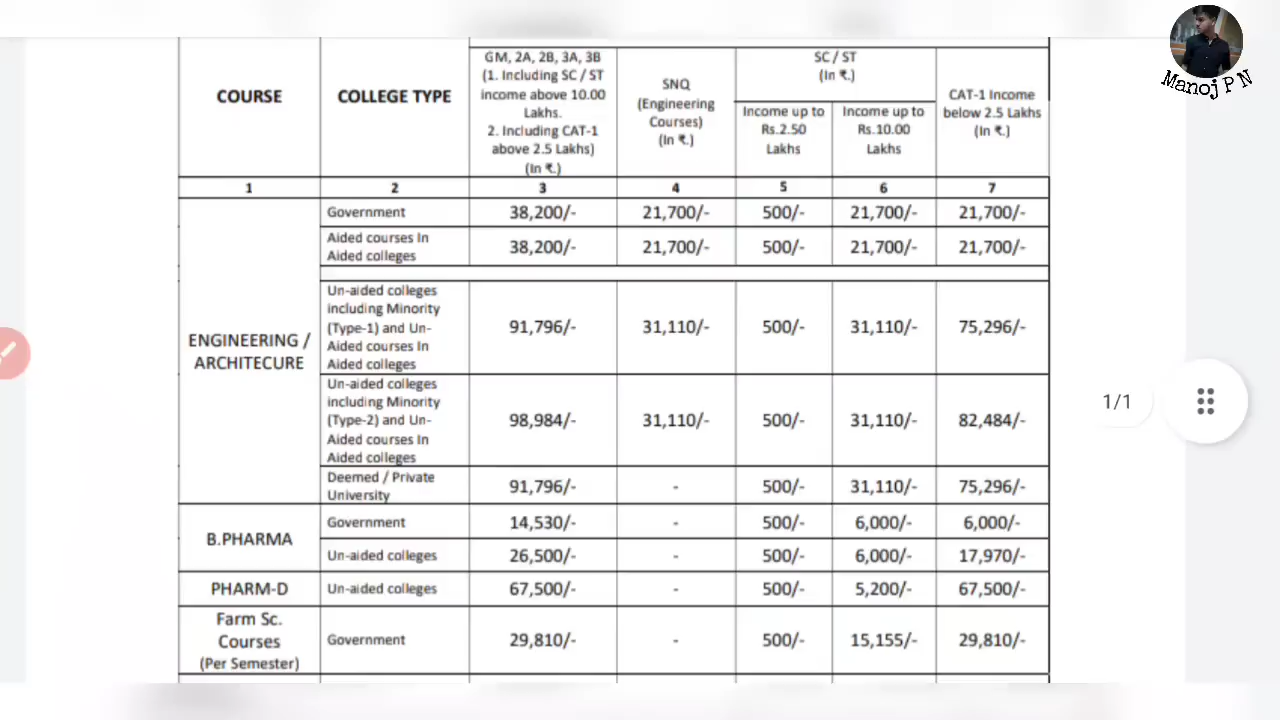 Manoj P N
COURSE
COLLEGE TYPE
GM, 2A, 2B, 3A, 3B
(1. Including SC / ST
income above 10.00
Lakhs.
2. Including CAT-1
above 2.5 Lakhs)
(In ₹.)
SNQ
(Engineering
Courses)
(In ₹.)
SC / ST
(In ₹.)
Income up to
Rs.2.50
Lakhs
Income up to
Rs.10.00
Lakhs
CAT-1 Income
below 2.5 Lakhs
(In ₹.)
1 2 3 4 5 6 7
ENGINEERING /
ARCHITECURE
Government 38,200/- 21,700/- 500/- 21,700/- 21,700/-
Aided courses In
Aided colleges
38,200/- 21,700/- 500/- 21,700/- 21,700/-
Un-aided colleges
including Minority
(Type-1) and Un-
Aided courses In
Aided colleges
91,796/- 31,110/- 500/- 31,110/- 75,296/-
Un-aided colleges
including Minority
(Type-2) and Un-
Aided courses In
Aided colleges
98,984/- 31,110/- 500/- 31,110/- 82,484/-
Deemed / Private
University
91,796/- - 500/- 31,110/- 75,296/-
B.PHARMA
Government 14,530/- - 500/- 6,000/- 6,000/-
Un-aided colleges 26,500/- - 500/- 6,000/- 17,970/-
PHARM-D Un-aided colleges 67,500/- - 500/- 5,200/- 67,500/-
Farm Sc.
Courses
(Per Semester)
Government 29,810/- - 500/- 15,155/- 29,810/-
1/1